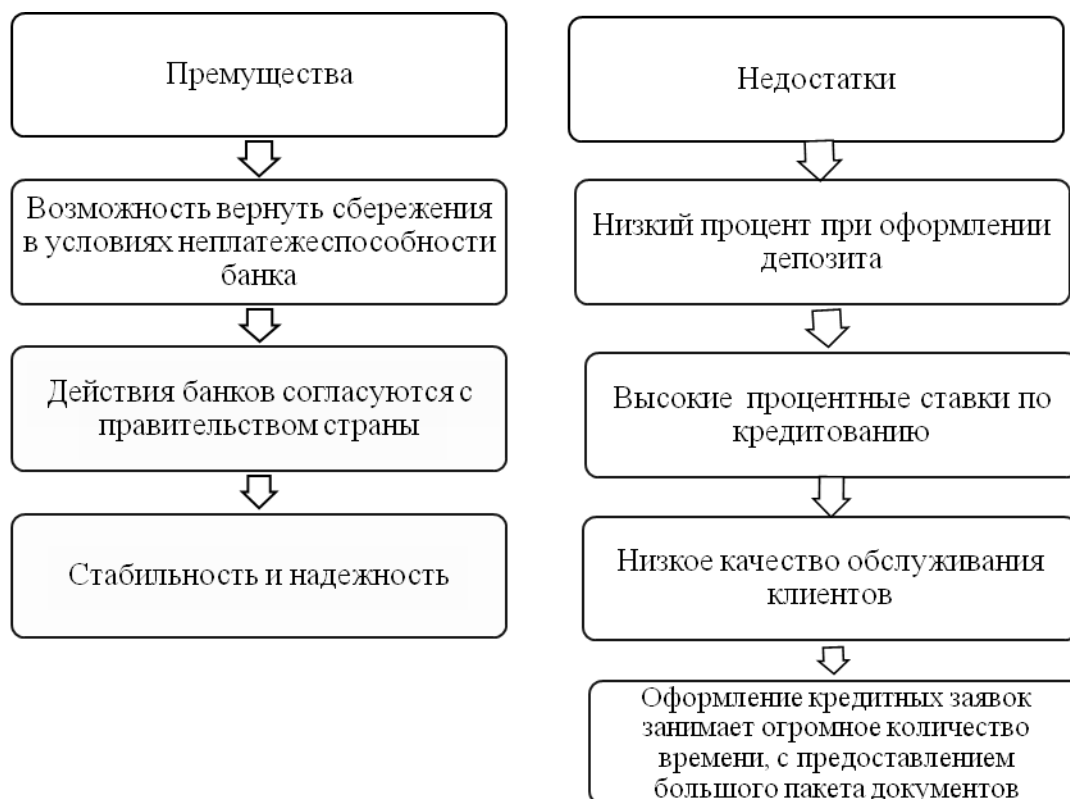 Премущества
Возможность вернуть сбережения
в условиях неплатежеспособности
банка
Действия банков согласуются с
правительством страны
Стабильность и надежность
Недостатки
Низкий процент при оформлении
депозита
Высокие процентные ставки по
кредитованию
Низкое качество обслуживания
клиентов
Оформление кредитных заявок
занимает огромное количество
времени, с предоставлением
большого пакета документов